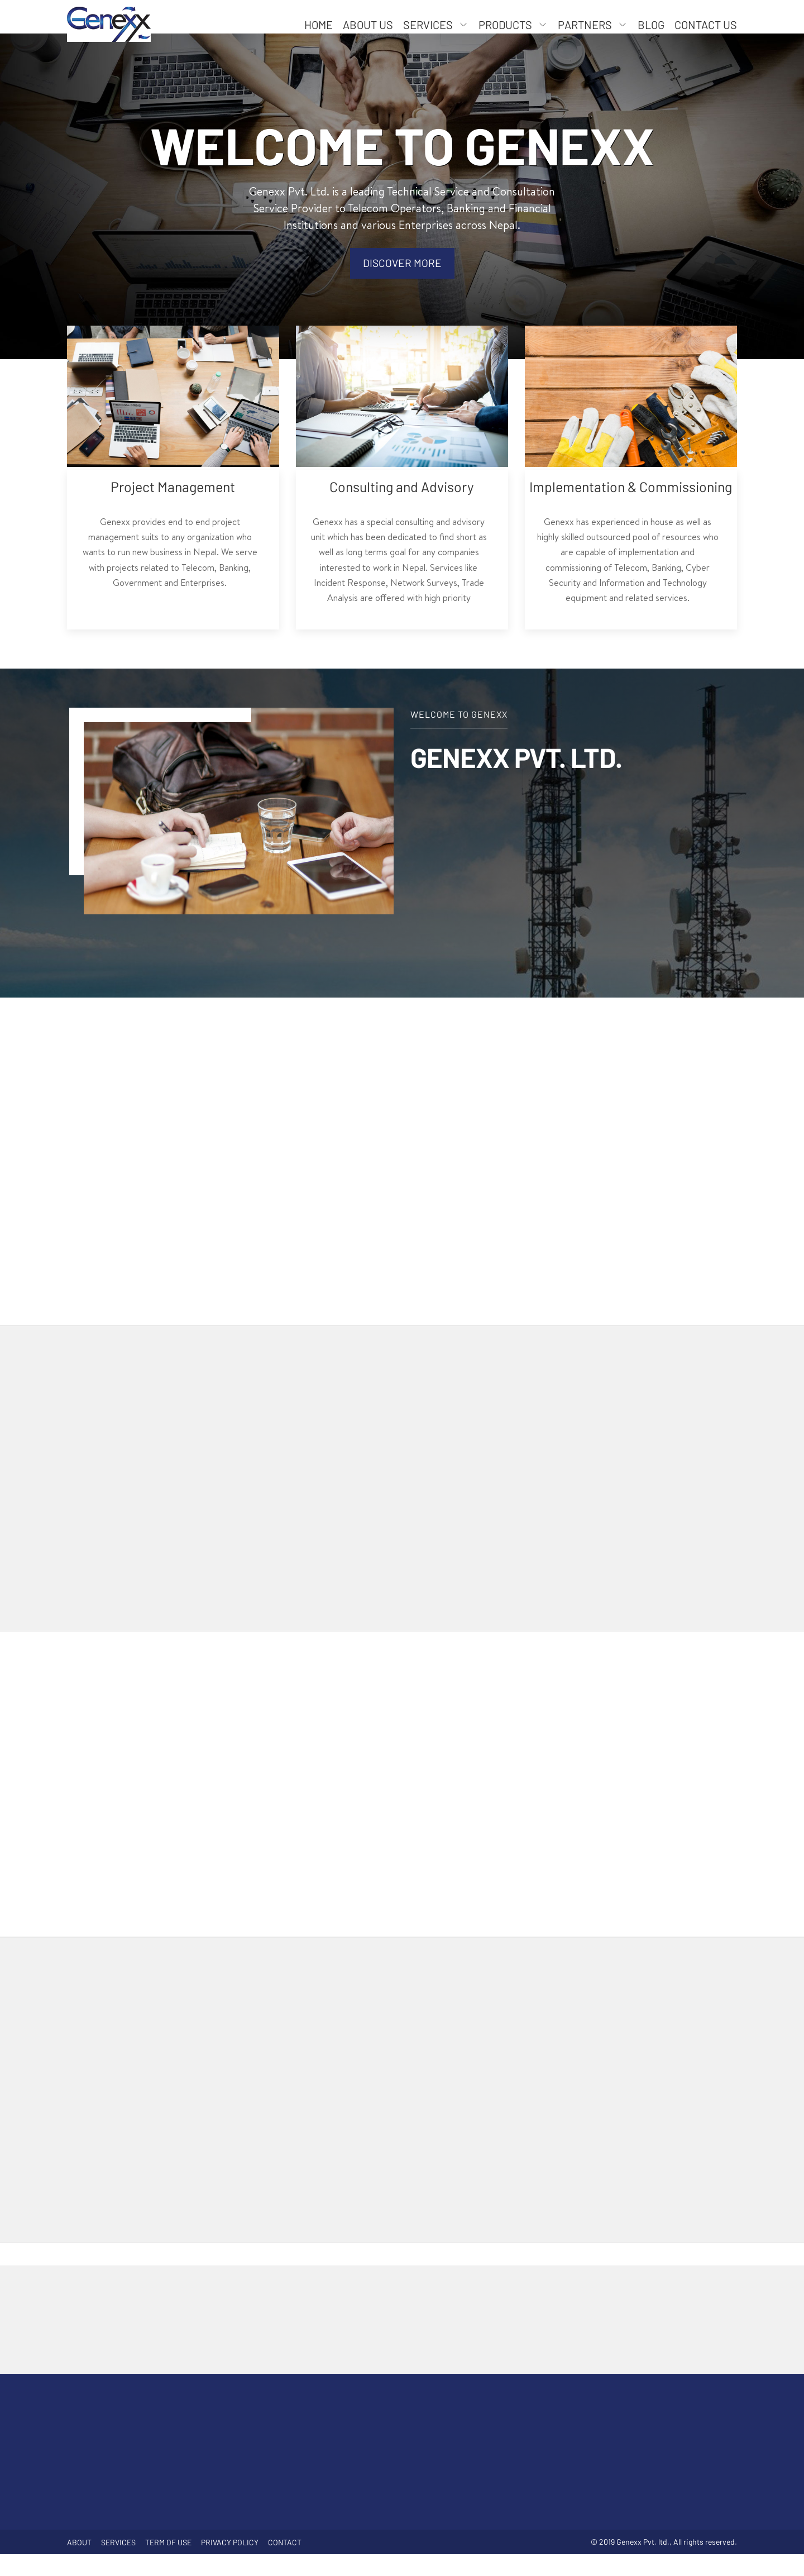 Genexx
HOME ABOUT US SERVICES PRODUCTS PARTNERS BLOG CONTACT US
WELCOME TO GENEXX
Genexx Pvt. Ltd. is a leading Technical Service and Consultation
Service Provider to Telecom Operators, Banking and Financial
Institutions and various Enterprises across Nepal.
DISCOVER MORE
Project Management
Genexx provides end to end project
management suits to any organization who
wants to run new business in Nepal. We serve
with projects related to Telecom, Banking,
Government and Enterprises.
Consulting and Advisory
Genexx has a special consulting and advisory
unit which has been dedicated to find short as
well as long terms goal for any companies
interested to work in Nepal. Services like
Incident Response, Network Surveys, Trade
Analysis are offered with high priority
Implementation & Commissioning
Genexx has experienced in house as well as
highly skilled outsourced pool of resources who
are capable of implementation and
commissioning of Telecom, Banking, Cyber
Security and Information and Technology
equipment and related services.
WELCOME TO GENEXX
GENEXX PVT. LTD.
ABOUT SERVICES TERM OF USE PRIVACY POLICY CONTACT
© 2019 Genexx Pvt. ltd., All rights reserved.